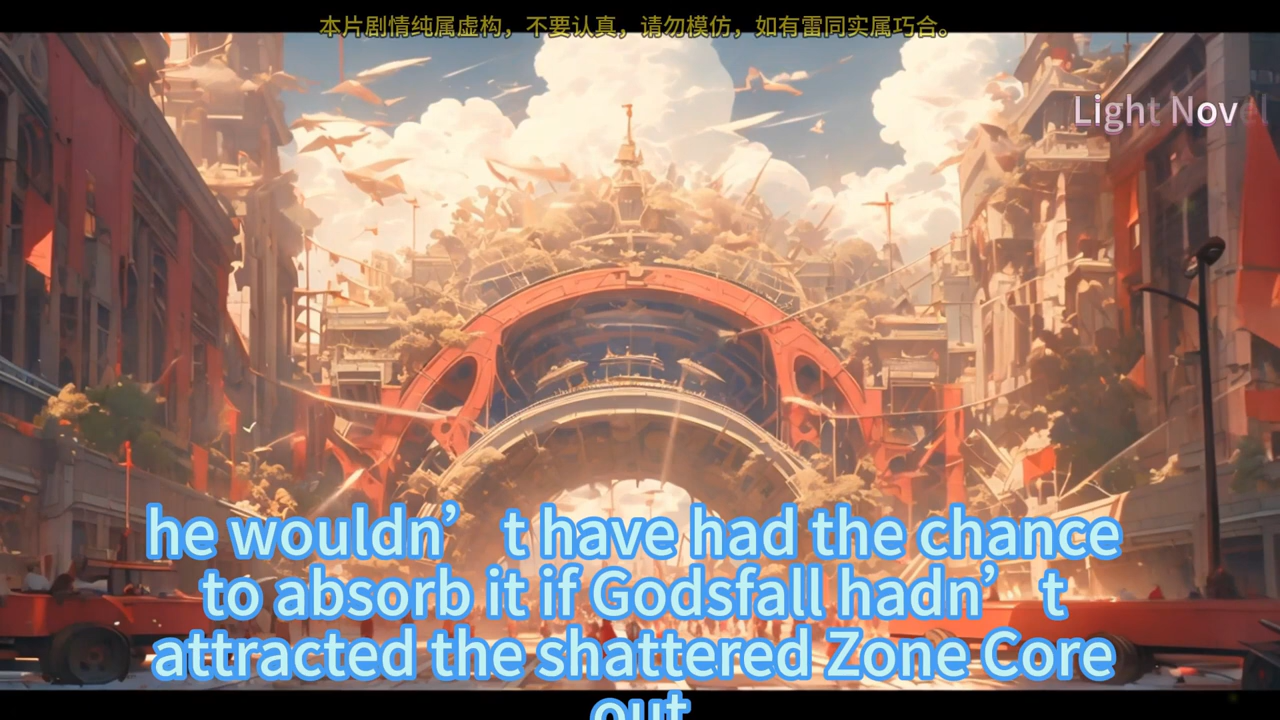 本片剧情纯属虚构，不要认真，请勿模仿，如有雷同实属巧合。
Light Novel
he wouldn’ t have had the chance
to absorb it if Godsfall hadn’ t
attracted the shattered Zone Core
out